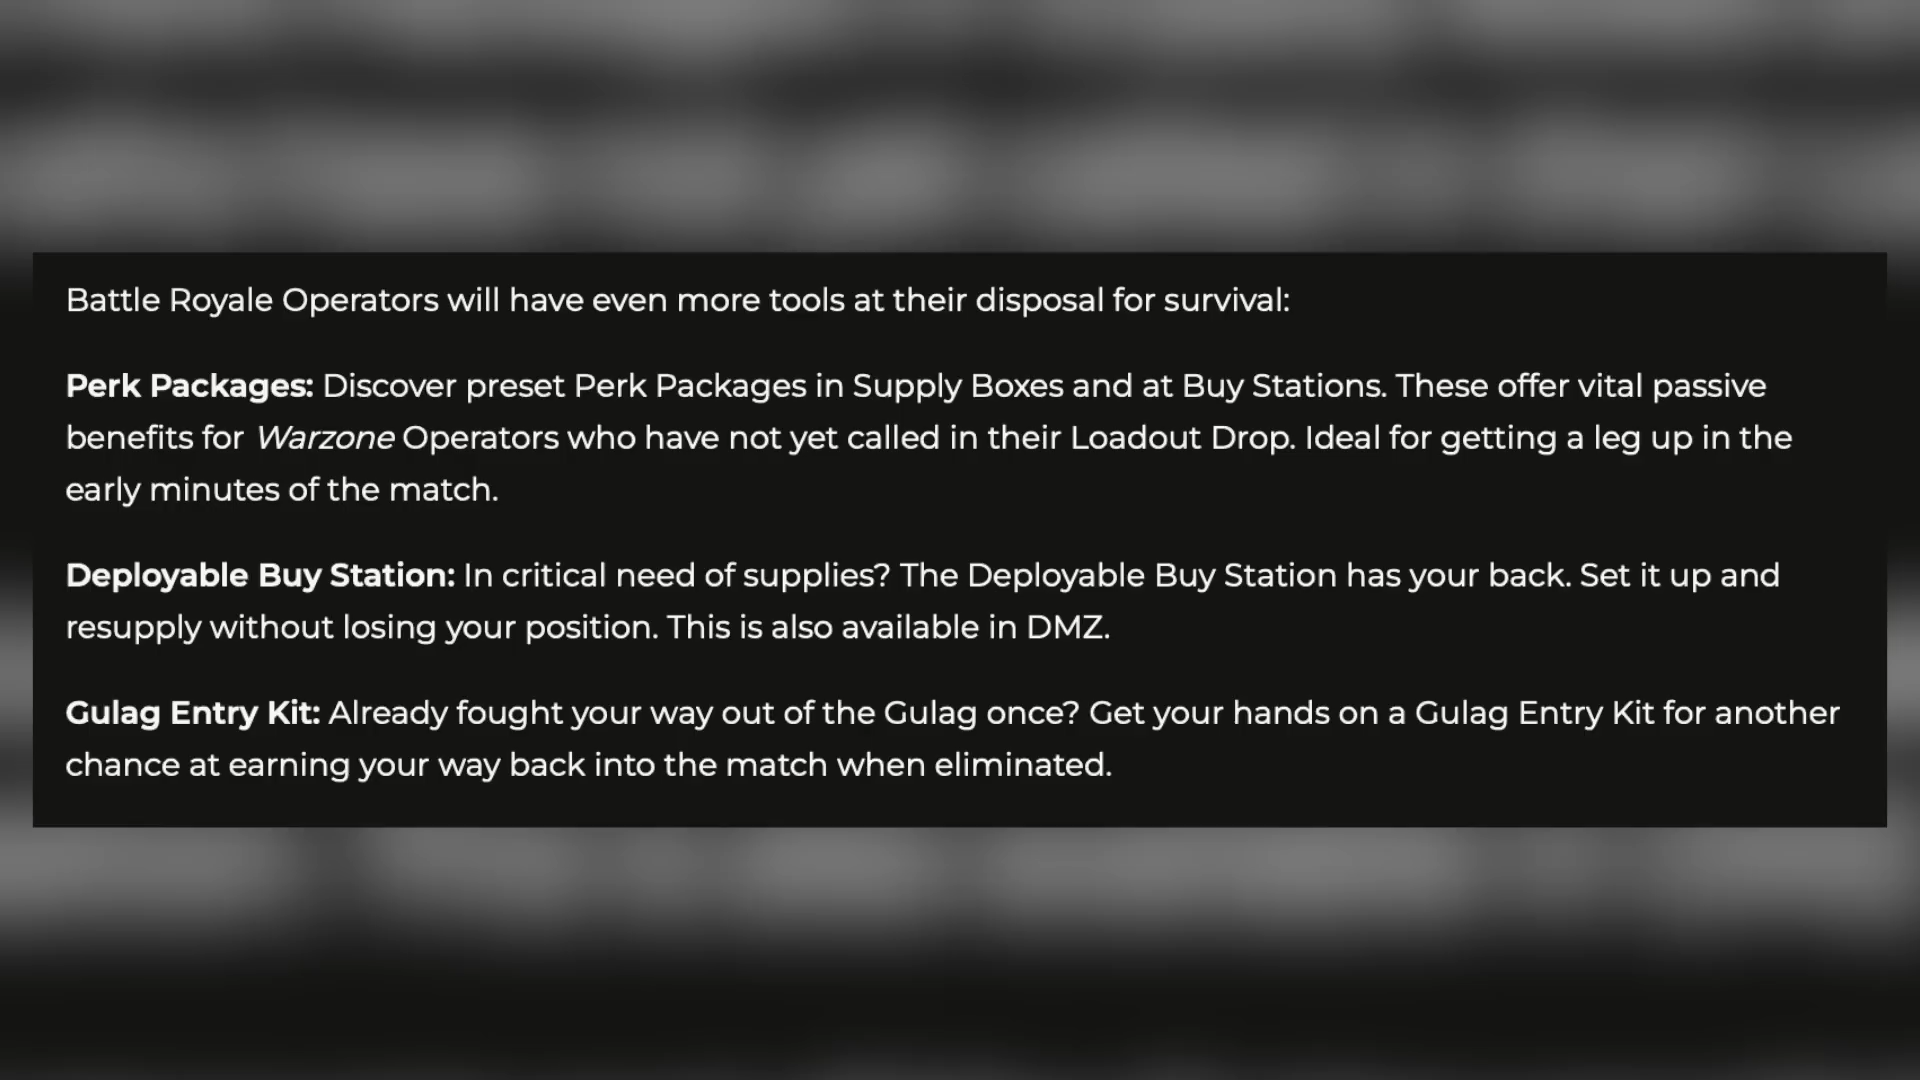 Battle Royale Operators will have even more tools at their disposal for survival:
Perk Packages: Discover preset Perk Packages in Supply Boxes and at Buy Stations. These offer vital passive
benefits for Warzone Operators who have not yet called in their Loadout Drop. Ideal for getting a leg up in the
early minutes of the match.
Deployable Buy Station: In critical need of supplies? The Deployable Buy Station has your back. Set it up and
resupply without losing your position. This is also available in DMZ.
Gulag Entry Kit: Already fought your way out of the Gulag once? Get your hands on a Gulag Entry Kit for another
chance at earning your way back into the match when eliminated.